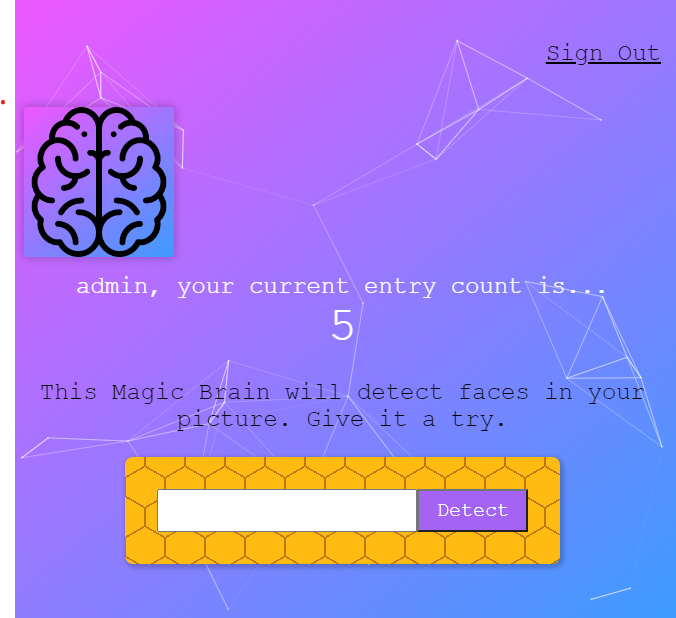 Sign Out
admin, your current entry count is...
5
This Magic Brain will detect faces in your
picture. Give it a try.
Detect